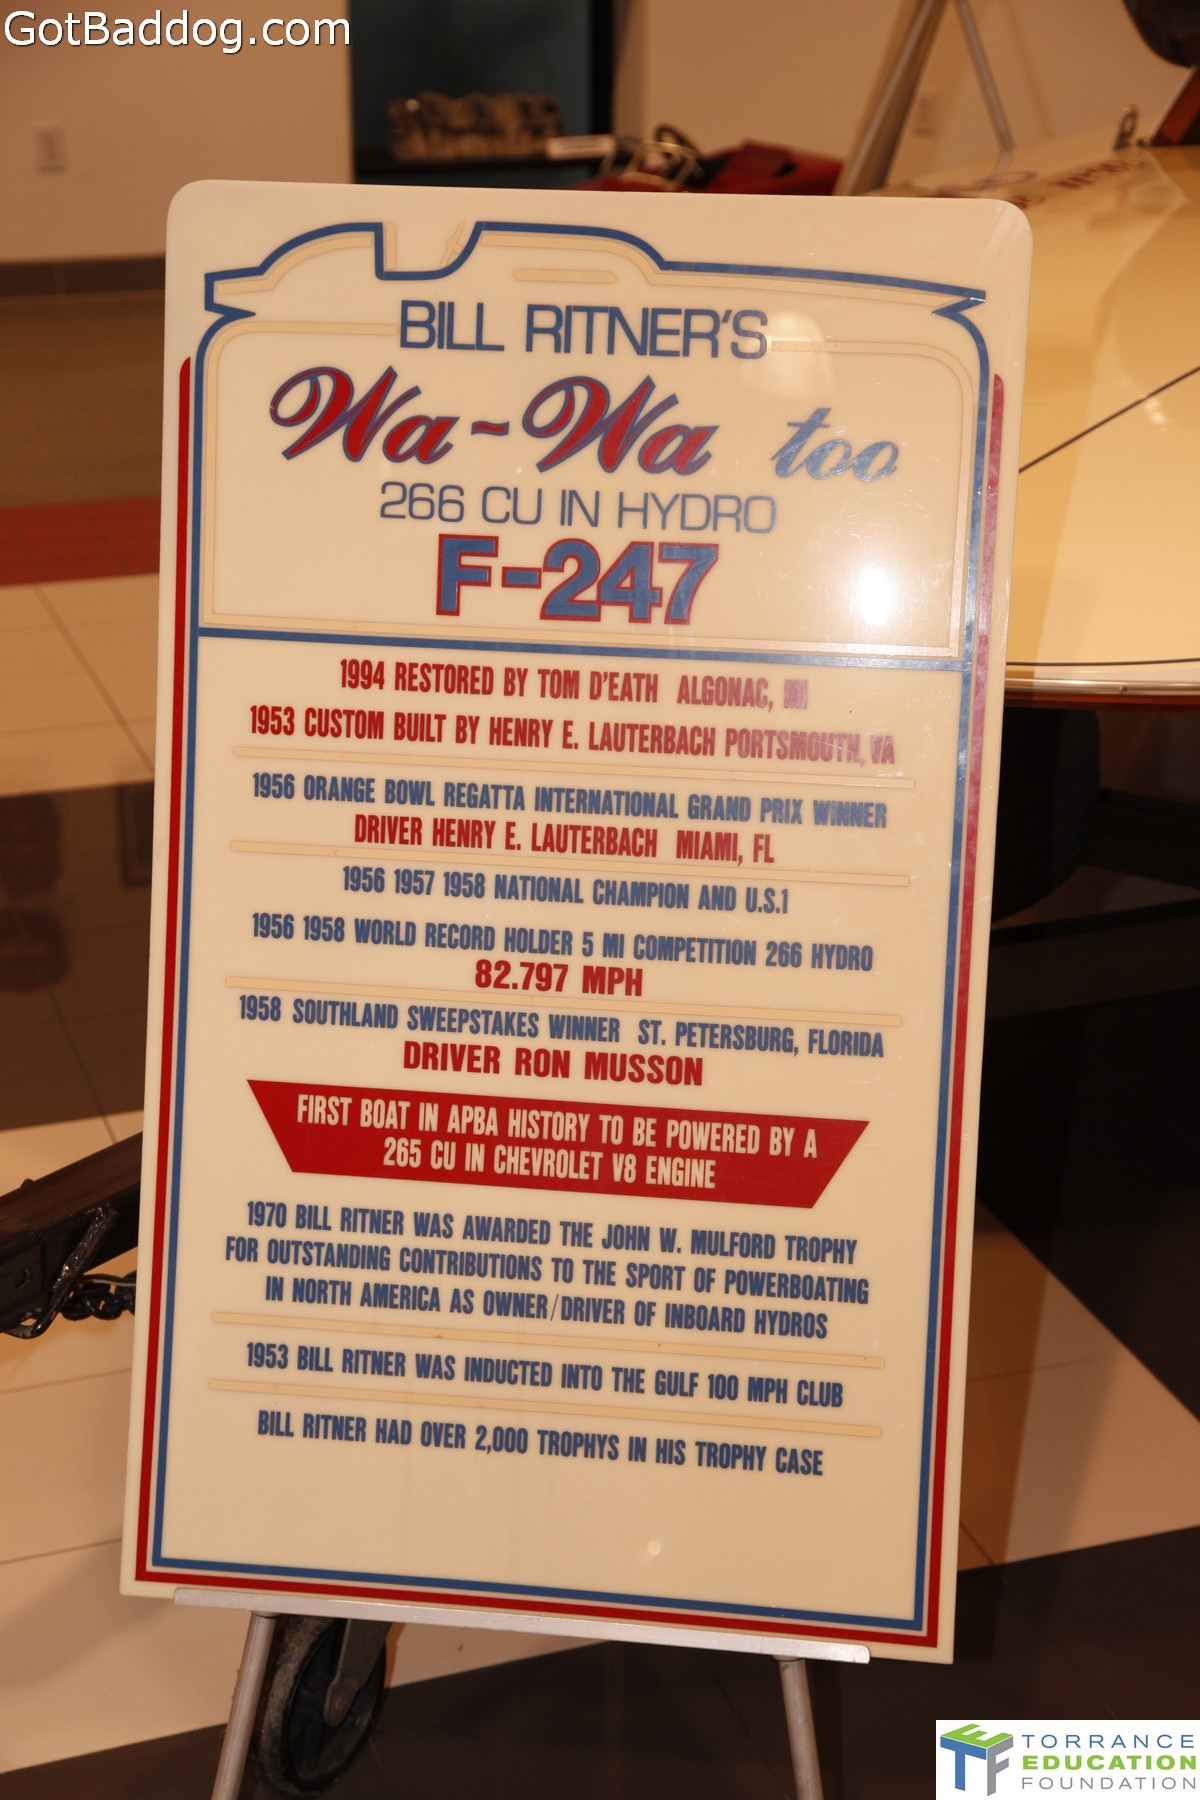 GotBaddog.com
BILL RITNER'S
Wa~Wa too
266 CU IN HYDRO
F-247
1994 RESTORED BY TOM D'EATH ALGONAC, MI
1953 CUSTOM BUILT BY HENRY E. LAUTERBACH PORTSMOUTH, VA
1956 ORANGE BOWL REGATTA INTERNATIONAL GRAND PRIX WINNER
DRIVER HENRY E. LAUTERBACH MIAMI, FL
1956 1957 1958 NATIONAL CHAMPION AND U.S.1
1956 1958 WORLD RECORD HOLDER 5 MI COMPETITION 266 HYDRO
82.797 MPH
1958 SOUTHLAND SWEEPSTAKES WINNER ST. PETERSBURG, FLORIDA
DRIVER RON MUSSON
FIRST BOAT IN APBA HISTORY TO BE POWERED BY A
265 CU IN CHEVROLET V8 ENGINE
1970 BILL RITNER WAS AWARDED THE JOHN W. MULFORD TROPHY
FOR OUTSTANDING CONTRIBUTIONS TO THE SPORT OF POWERBOATING
IN NORTH AMERICA AS OWNER/DRIVER OF INBOARD HYDROS
1953 BILL RITNER WAS INDUCTED INTO THE GULF 100 MPH CLUB
BILL RITNER HAD OVER 2,000 TROPHYS IN HIS TROPHY CASE
TEF
TORRANCE
EDUCATION
FOUNDATION